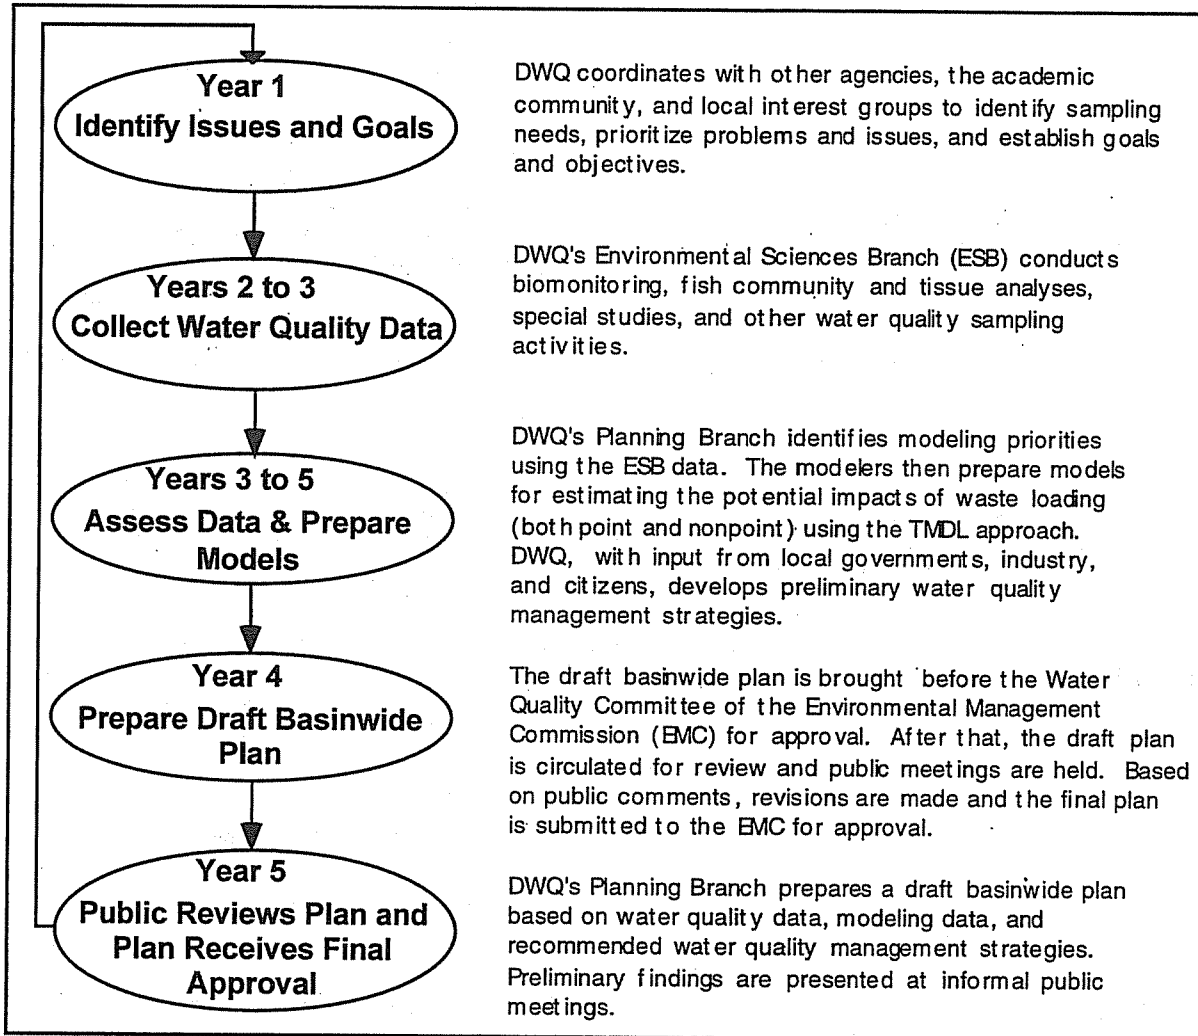 Year 1
Identify Issues and Goals
DWQ coordinates with other agencies, the academic
community, and local interest groups to identify sampling
needs, prioritize problems and issues, and establish goals
and objectives.
Years 2 to 3
Collect Water Quality Data
DWQ's Environmental Sciences Branch (ESB) conducts
biomonitoring, fish community and tissue analyses,
special studies, and other water quality sampling
activities.
Years 3 to 5
Assess Data & Prepare
Models
DWQ's Planning Branch identifies modeling priorities
using the ESB data. The modelers then prepare models
for estimating the potential impacts of waste loading
(both point and nonpoint) using the TMDL approach.
DWQ, with input from local governments, industry,
and citizens, develops preliminary water quality
management strategies.
Year 4
Prepare Draft Basinwide
Plan
The draft basinwide plan is brought before the Water
Quality Committee of the Environmental Management
Commission (EMC) for approval. After that, the draft plan
is circulated for review and public meetings are held. Based
on public comments, revisions are made and the final plan
is submitted to the EMC for approval.
Year 5
Public Reviews Plan and
Plan Receives Final
Approval
DWQ's Planning Branch prepares a draft basinwide plan
based on water quality data, modeling data, and
recommended water quality management strategies.
Preliminary findings are presented at informal public
meetings.